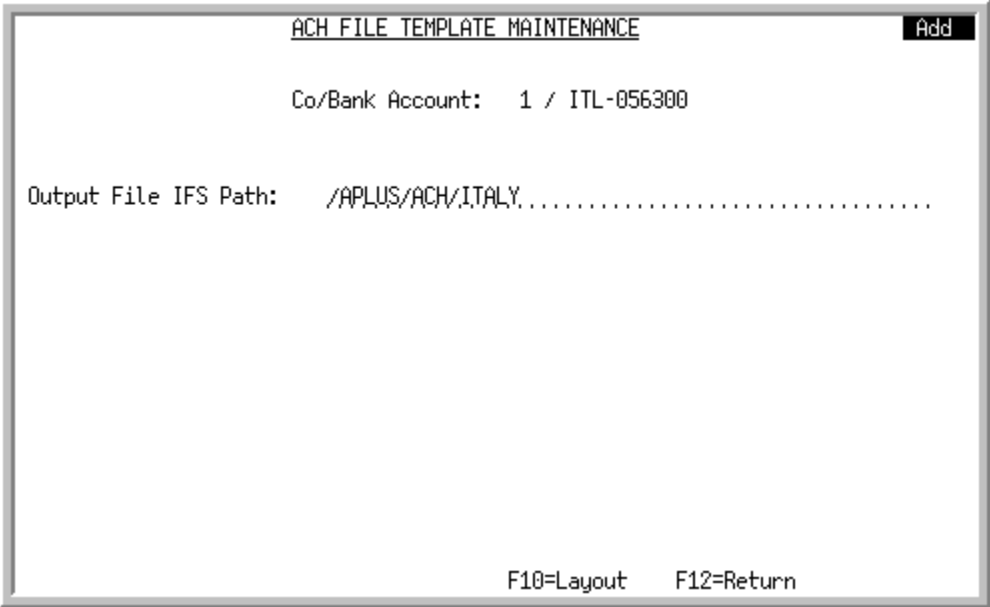 ACH FILE TEMPLATE MAINTENANCE Add
Co/Bank Account: 1 / ITL-056300
Output File IFS Path: /APLUS/ACH/ITALY...................................
F10=Layout F12=Return